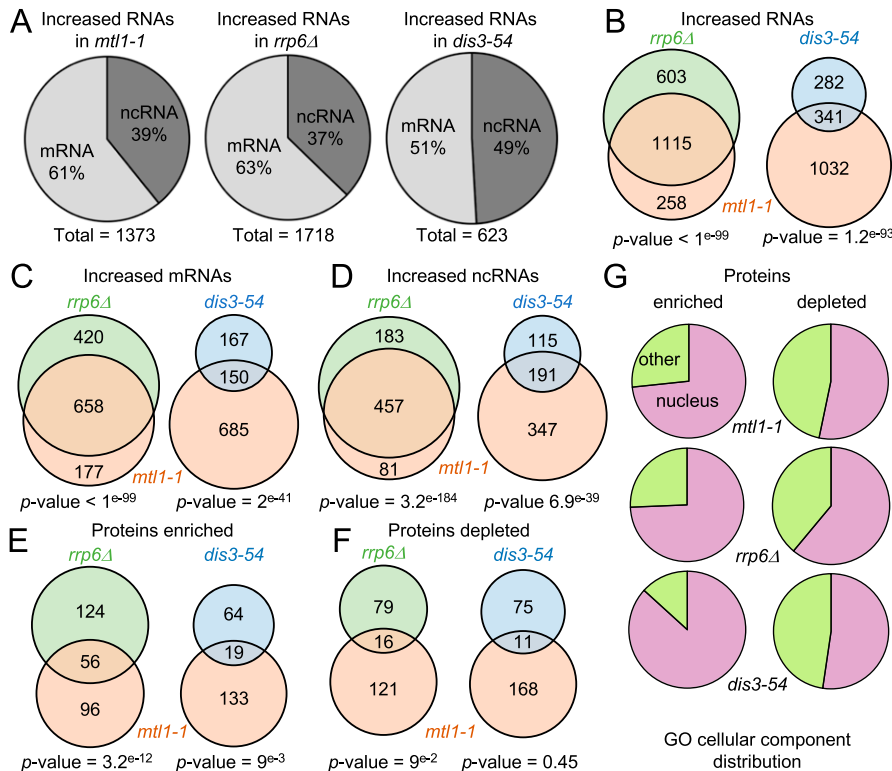 A
Increased RNAs
in mtl1-1
ncRNA
39%
mRNA
61%
Total = 1373
Increased RNAs
in rrp6Δ
ncRNA
37%
mRNA
63%
Total = 1718
Increased RNAs
in dis3-54
mRNA
51%
ncRNA
49%
Total = 623
B
Increased RNAs
rrp6Δ
603
1115
258
mtl1-1
p-value < 1e-99
dis3-54
282
341
1032
p-value = 1.2e-93
C
Increased mRNAs
rrp6Δ
420
658
177
mtl1-1
p-value < 1e-99
dis3-54
167
150
685
p-value = 2e-41
D
Increased ncRNAs
rrp6Δ
183
457
81
mtl1-1
p-value = 3.2e-184
dis3-54
115
191
347
p-value 6.9e-39
E
Proteins enriched
rrp6Δ
124
56
96
mtl1-1
p-value = 3.2e-12
dis3-54
64
19
133
p-value = 9e-3
F
Proteins depleted
rrp6Δ
79
16
121
mtl1-1
p-value = 9e-2
dis3-54
75
11
168
p-value = 0.45
G
Proteins
enriched
depleted
other
nucleus
mtl1-1
rrp6Δ
dis3-54
GO cellular component
distribution